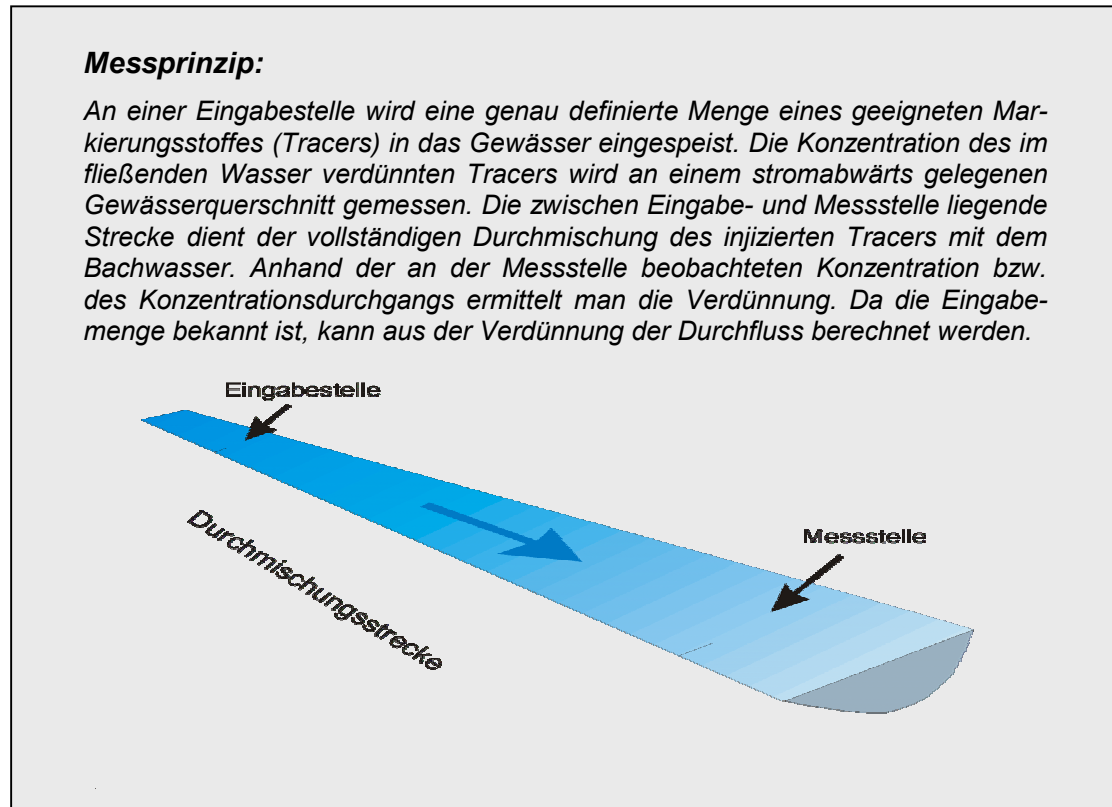 Messprinzip:
An einer Eingabestelle wird eine genau definierte Menge eines geeigneten Mar-
kierungsstoffes (Tracers) in das Gewässer eingespeist. Die Konzentration des im
fließenden Wasser verdünnten Tracers wird an einem stromabwärts gelegenen
Gewässerquerschnitt gemessen. Die zwischen Eingabe- und Messstelle liegende
Strecke dient der vollständigen Durchmischung des injizierten Tracers mit dem
Bachwasser. Anhand der an der Messstelle beobachteten Konzentration bzw.
des Konzentrationsdurchgangs ermittelt man die Verdünnung. Da die Eingabe-
menge bekannt ist, kann aus der Verdünnung der Durchfluss berechnet werden.
Eingabestelle
Durchmischungsstrecke
Messstelle